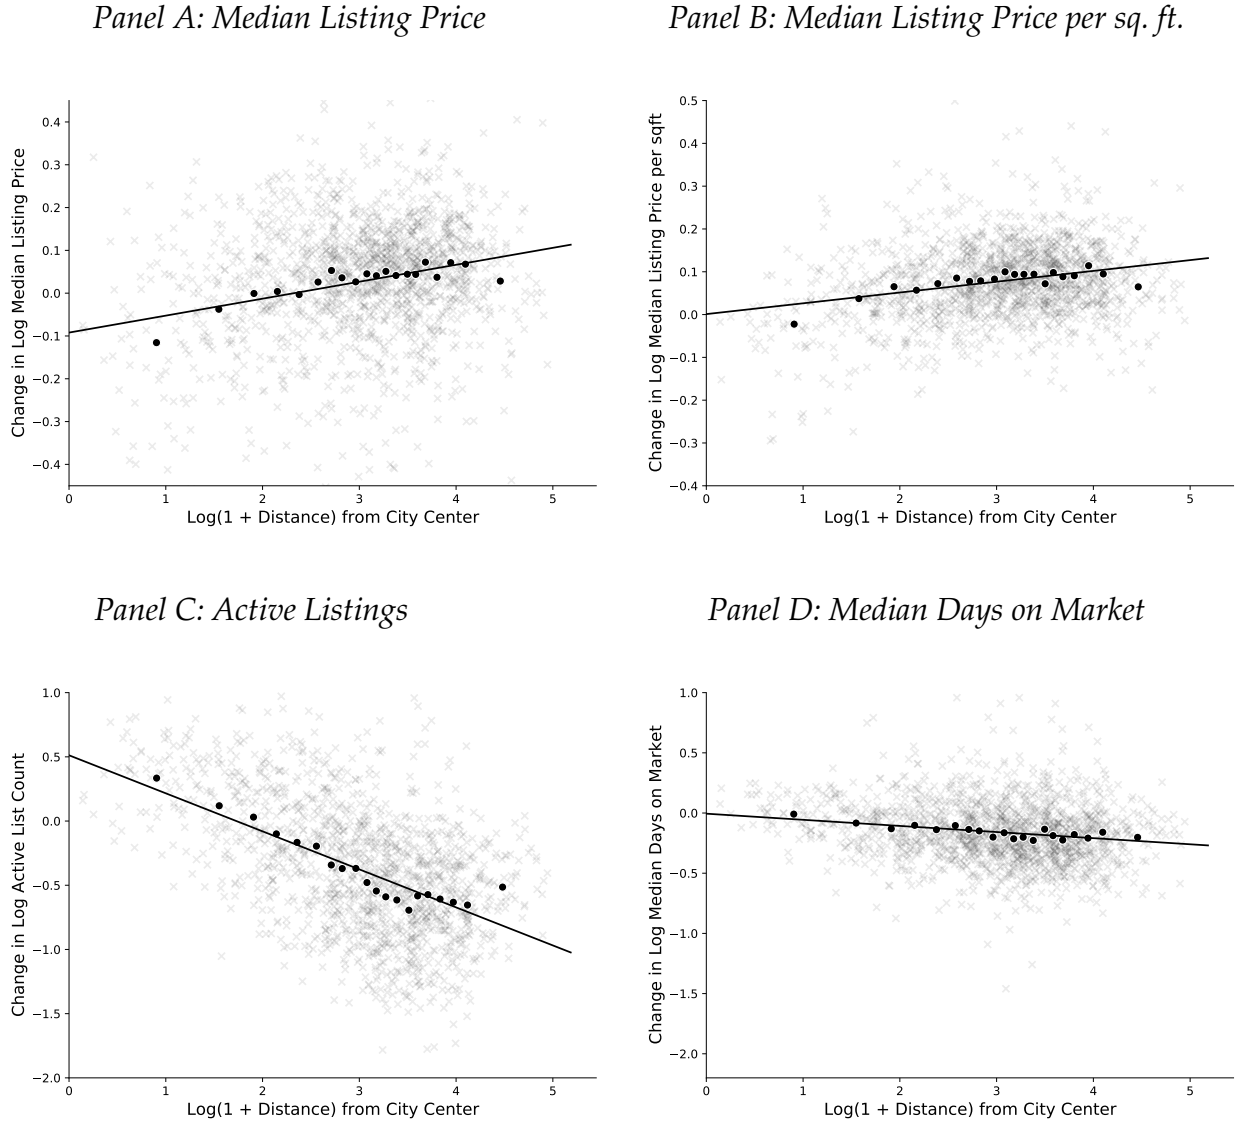 Panel A: Median Listing Price
Panel B: Median Listing Price per sq. ft.
Change in Log Median Listing Price
0.4
0.3
0.2
0.1
0.0
−0.1
−0.2
−0.3
−0.4
0 1 2 3 4 5
Log(1 + Distance) from City Center
Change in Log Median Listing Price per sqft
0.5
0.4
0.3
0.2
0.1
0.0
−0.1
−0.2
−0.3
−0.4
0 1 2 3 4 5
Log(1 + Distance) from City Center
Panel C: Active Listings
Panel D: Median Days on Market
Change in Log Active List Count
1.0
0.5
0.0
−0.5
−1.0
−1.5
−2.0
0 1 2 3 4 5
Log(1 + Distance) from City Center
Change in Log Median Days on Market
1.0
0.5
0.0
−0.5
−1.0
−1.5
−2.0
0 1 2 3 4 5
Log(1 + Distance) from City Center